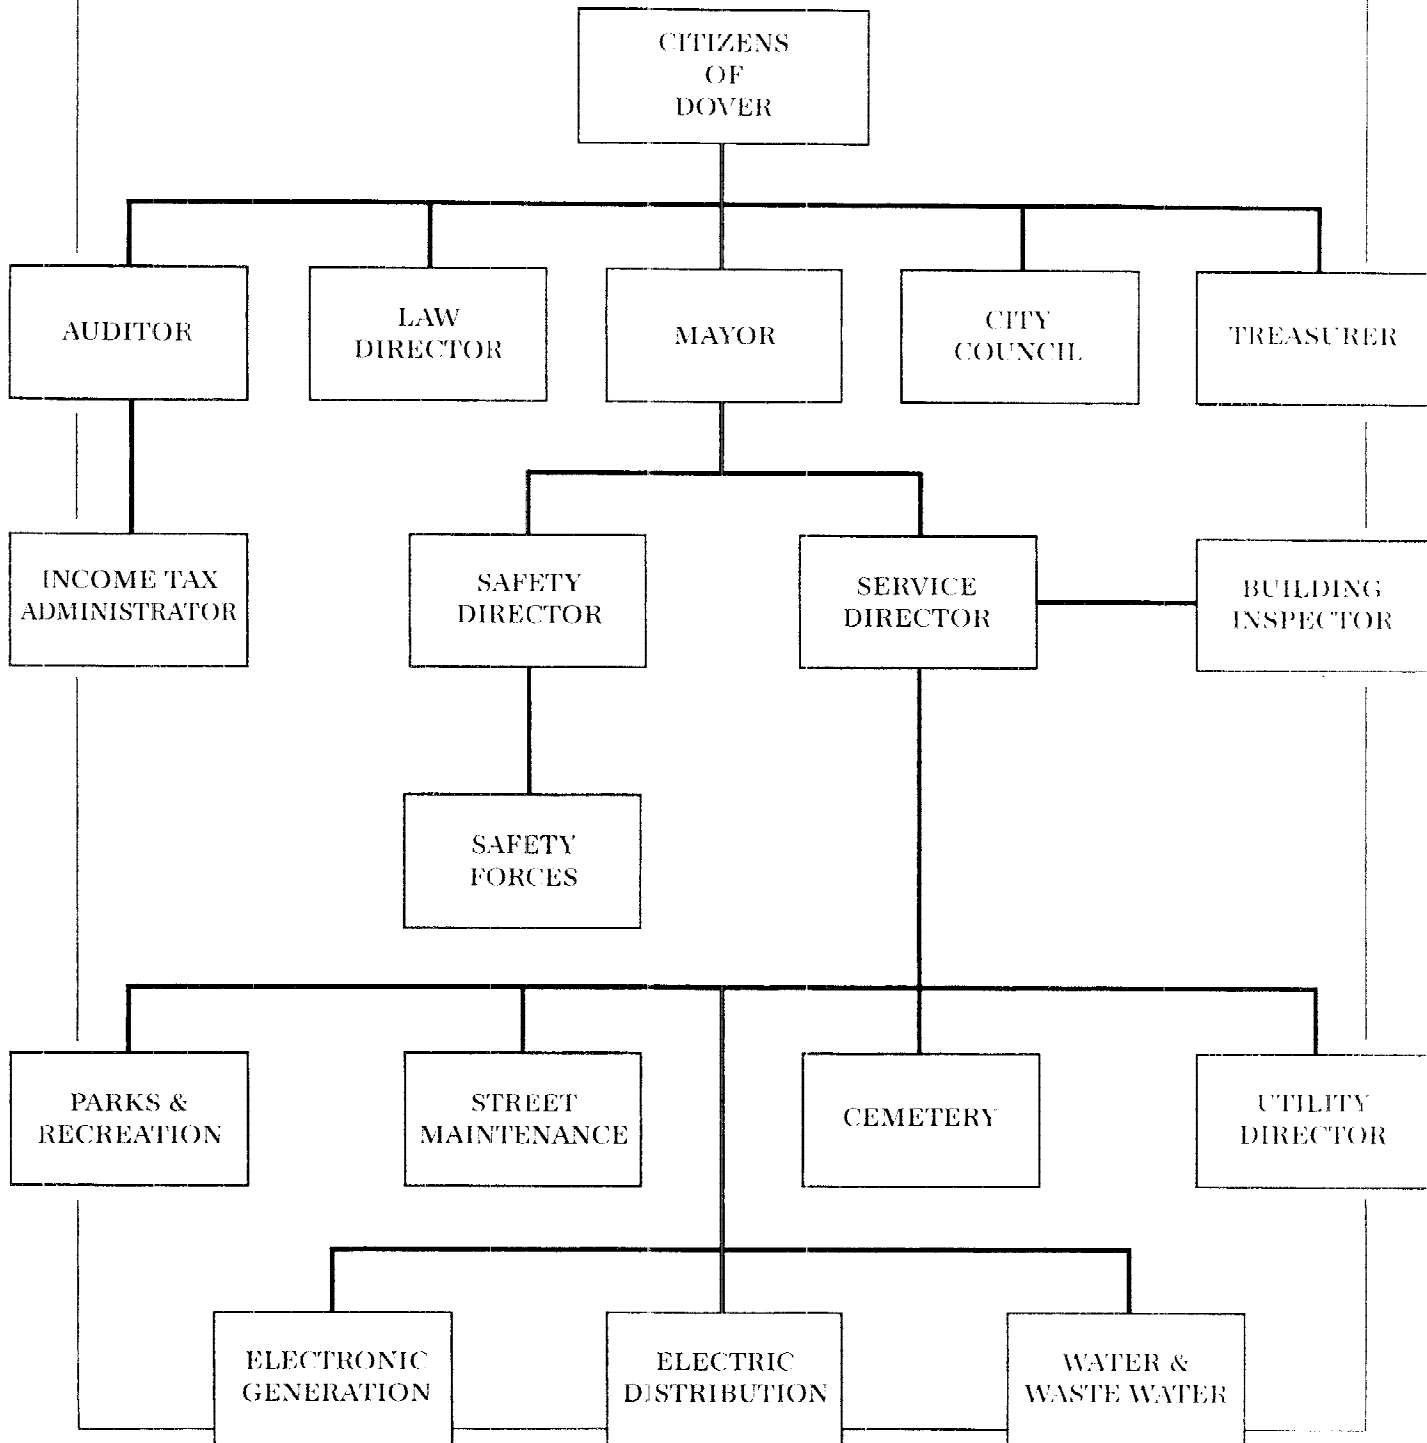 CITIZENS
OF
DOVER
AUDITOR
LAW
DIRECTOR
MAYOR
CITY
COUNCIL
TREASURER
INCOME TAX
ADMINISTRATOR
SAFETY
DIRECTOR
SERVICE
DIRECTOR
BUILDING
INSPECTOR
SAFETY
FORCES
PARKS &
RECREATION
STREET
MAINTENANCE
CEMETERY
UTILITY
DIRECTOR
ELECTRONIC
GENERATION
ELECTRIC
DISTRIBUTION
WATER &
WASTE WATER